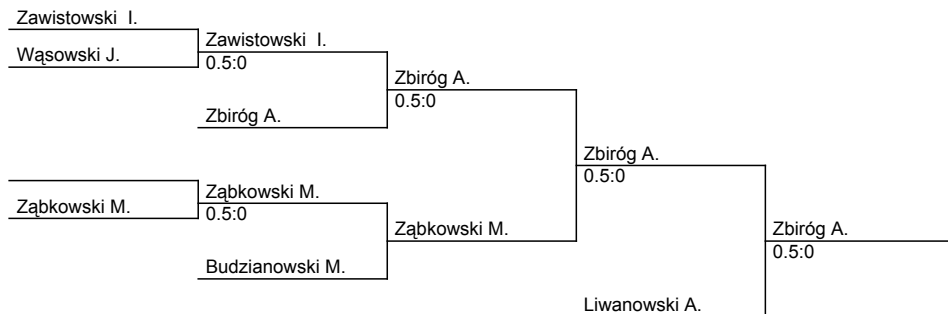 Zawistowski I.
Wąsowski J.
Zawistowski I.
0.5:0
Zbiróg A.
Zbiróg A.
0.5:0
Ząbkowski M.
Ząbkowski M.
0.5:0
Budzianowski M.
Ząbkowski M.
Zbiróg A.
0.5:0
Liwanowski A.
Zbiróg A.
0.5:0